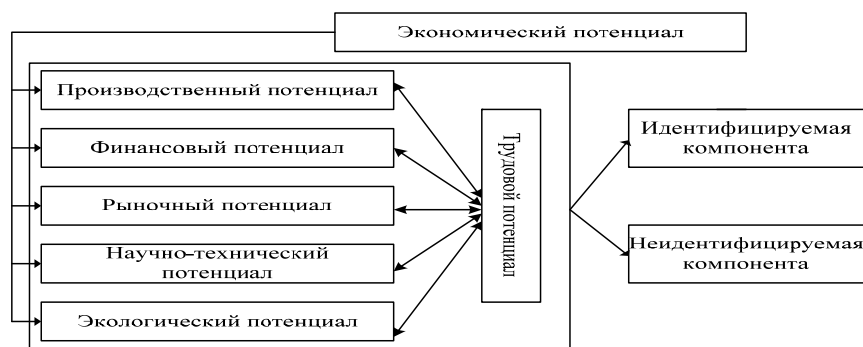 Экономический потенциал
Производственный потенциал
Финансовый потенциал
Рыночный потенциал
Научно-технический
потенциал
Экологический потенциал
Трудовой потенциал
Идентифицируемая
компонента
Неидентифицируемая
компонента